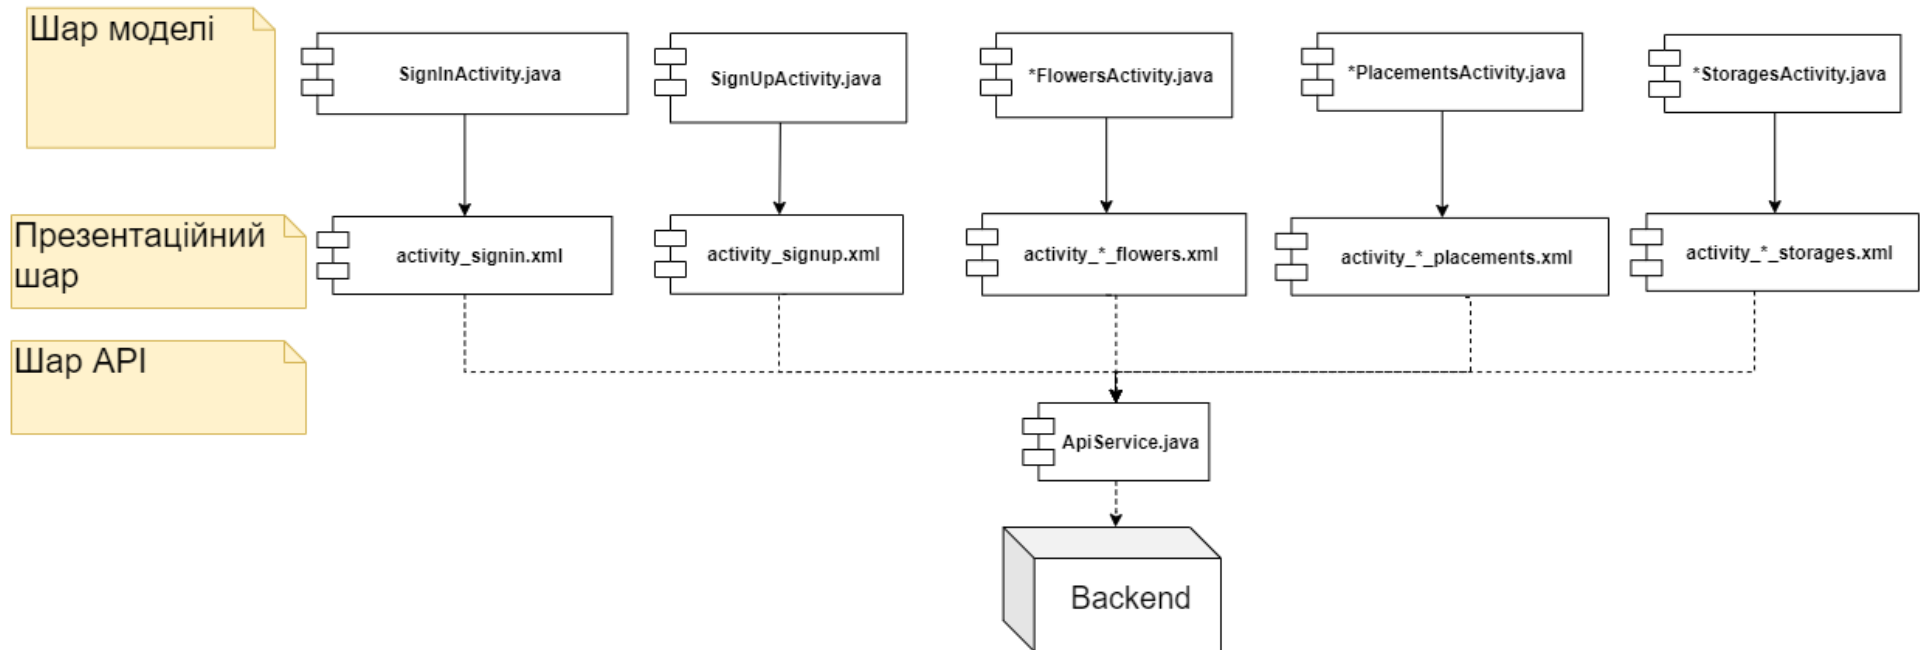 Шар моделі
SignInActivity.java
SignUpActivity.java
*FlowersActivity.java
*PlacementsActivity.java
*StoragesActivity.java
Презентаційний
шар
activity_signin.xml
activity_signup.xml
activity_*_flowers.xml
activity_*_placements.xml
activity_*_storages.xml
Шар API
ApiService.java
Backend